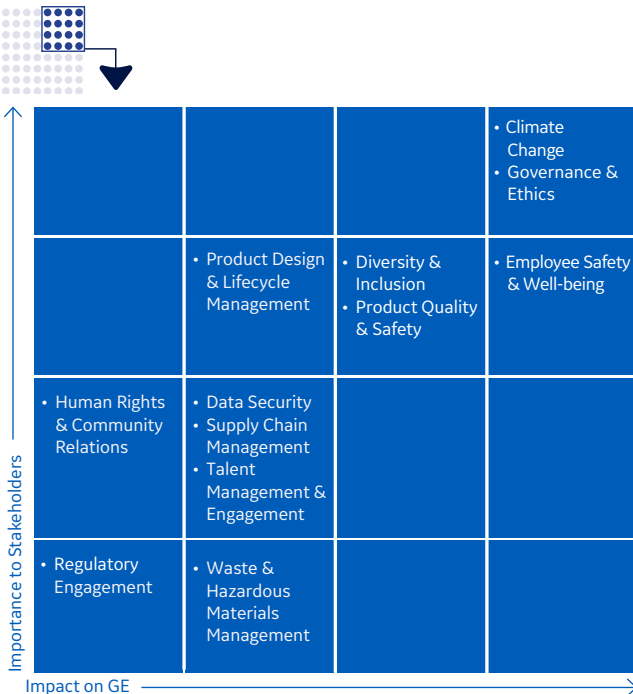 • Climate
Change
• Governance &
Ethics
• Product Design
& Lifecycle
Management
• Diversity &
Inclusion
• Product Quality
& Safety
• Employee Safety
& Well-being
• Human Rights
& Community
Relations
• Data Security
• Supply Chain
Management
• Talent
Management &
Engagement
• Regulatory
Engagement
• Waste &
Hazardous
Materials
Management
Importance to Stakeholders
Impact on GE